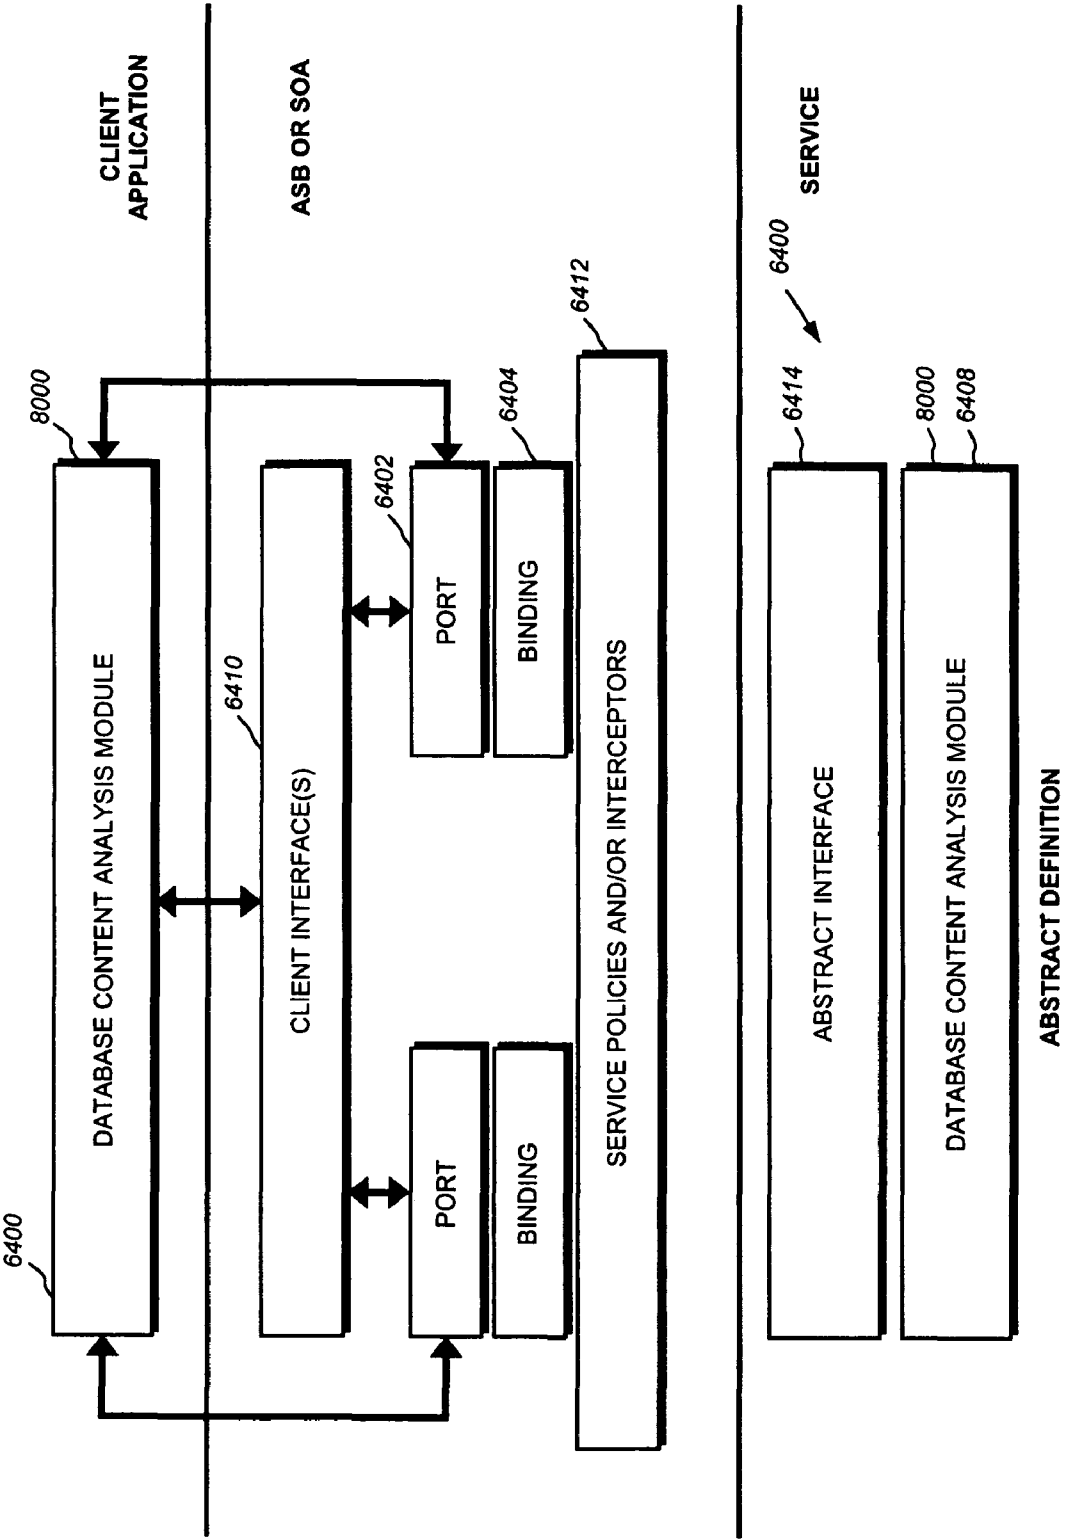 CLIENT
APPLICATION
6400
8000
DATABASE CONTENT ANALYSIS MODULE
ASB OR SOA
6410
CLIENT INTERFACE(S)
6402
PORT
PORT
6404
BINDING
BINDING
6412
SERVICE POLICIES AND/OR INTERCEPTORS
SERVICE
6400
6414
ABSTRACT INTERFACE
8000
6408
DATABASE CONTENT ANALYSIS MODULE
ABSTRACT DEFINITION